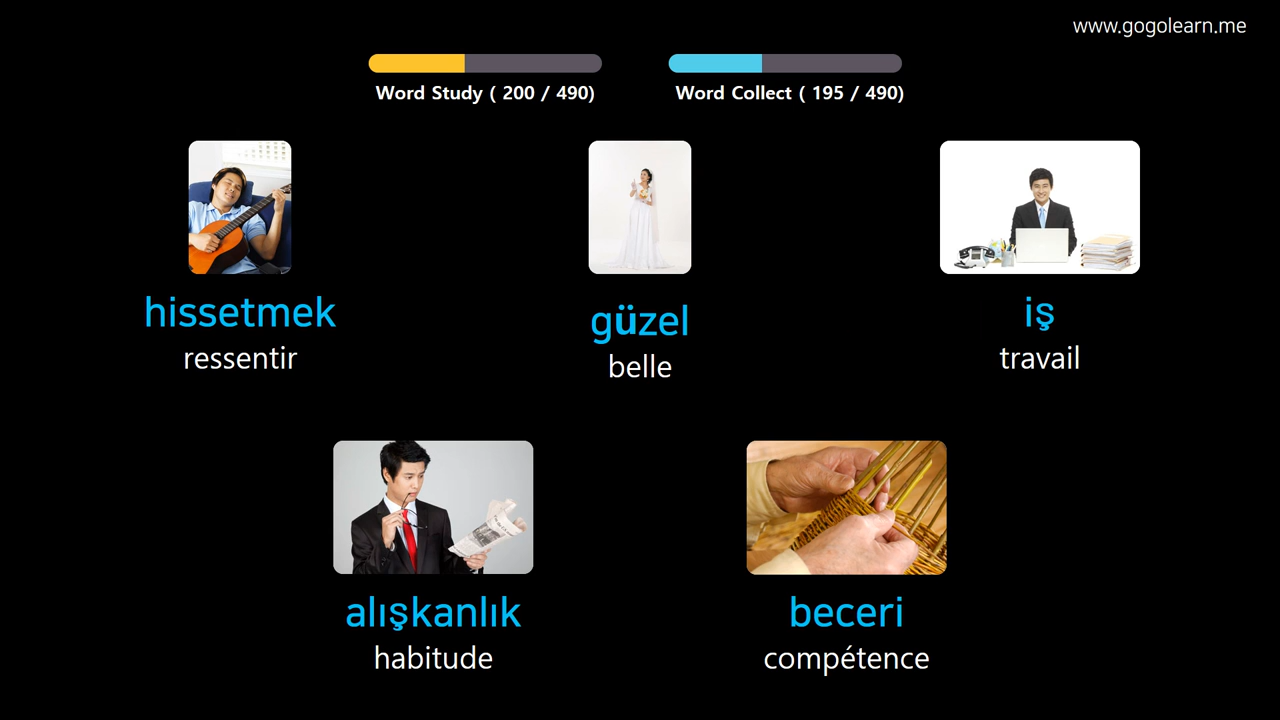 www.gogolearn.me
Word Study ( 200 / 490)
Word Collect ( 195 / 490)
hissetmek
ressentir
güzel
belle
iş
travail
alışkanlık
habitude
beceri
compétence